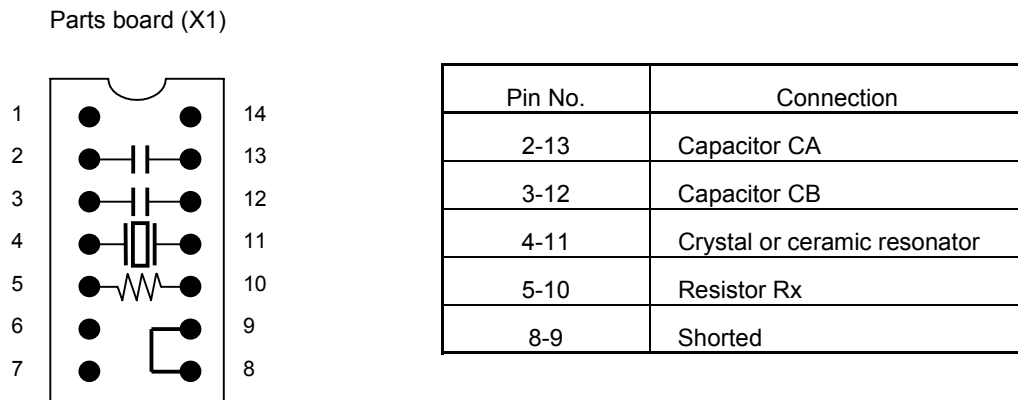 Parts board (X1)
1 14
2 13
3 12
4 11
5 10
6 9
7 8
Pin No. Connection
2-13 Capacitor CA
3-12 Capacitor CB
4-11 Crystal or ceramic resonator
5-10 Resistor Rx
8-9 Shorted